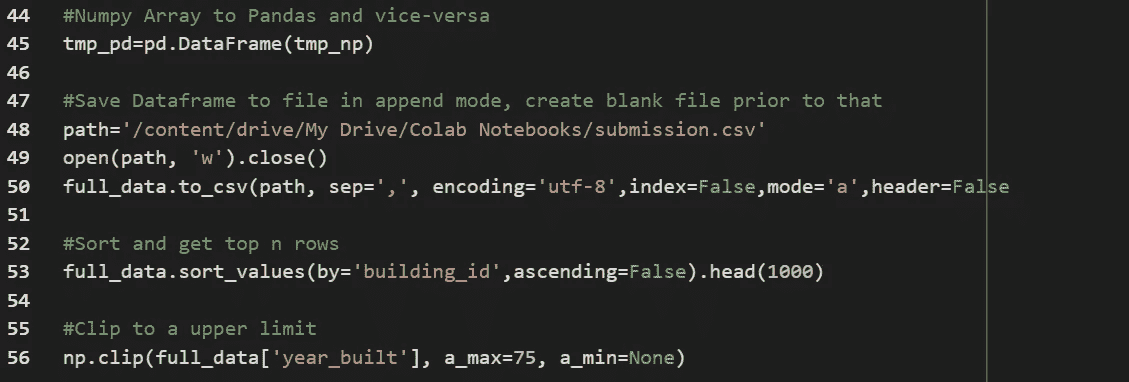 44 #Numpy Array to Pandas and vice-versa
45 tmp_pd=pd.DataFrame(tmp_np)
46
47 #Save Dataframe to file in append mode, create blank file prior to that
48 path='/content/drive/My Drive/Colab Notebooks/submission.csv'
49 open(path, 'w').close()
50 full_data.to_csv(path, sep=',', encoding='utf-8',index=False,mode='a',header=False
51
52 #Sort and get top n rows
53 full_data.sort_values(by='building_id',ascending=False).head(1000)
54
55 #Clip to a upper limit
56 np.clip(full_data['year_built'], a_max=75, a_min=None)